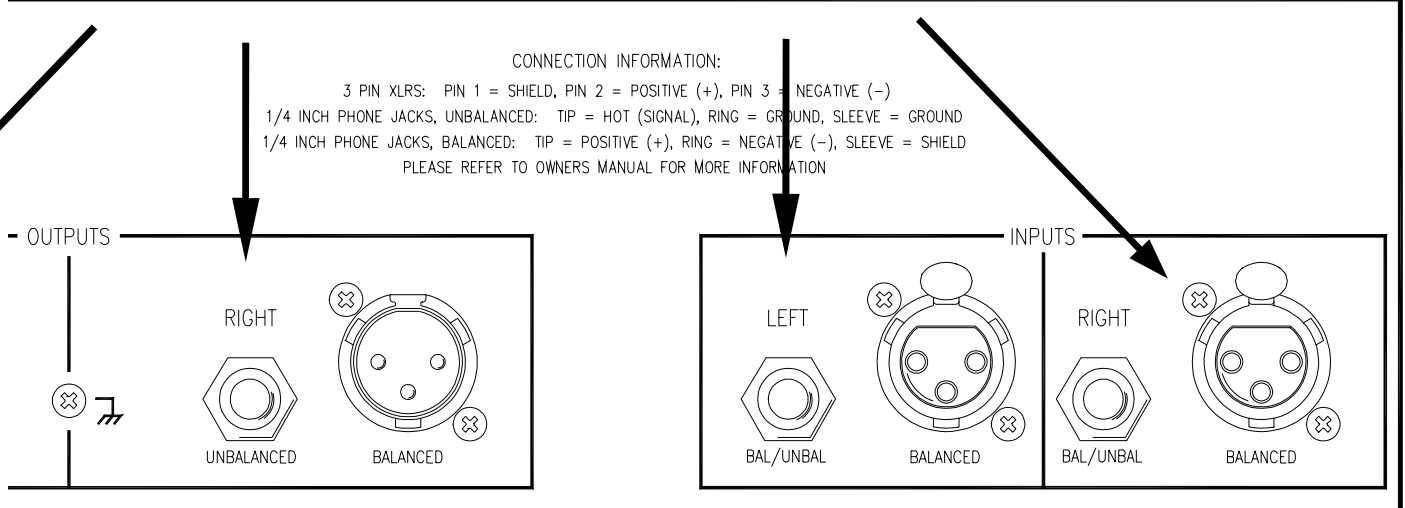 CONNECTION INFORMATION:
3 PIN XLRS: PIN 1 = SHIELD, PIN 2 = POSITIVE (+), PIN 3 = NEGATIVE (-)
1/4 INCH PHONE JACKS, UNBALANCED: TIP = HOT (SIGNAL), RING = GROUND, SLEEVE = GROUND
1/4 INCH PHONE JACKS, BALANCED: TIP = POSITIVE (+), RING = NEGATIVE (-), SLEEVE = SHIELD
PLEASE REFER TO OWNERS MANUAL FOR MORE INFORMATION
OUTPUTS
RIGHT
UNBALANCED
BALANCED
INPUTS
LEFT
BAL/UNBAL
BALANCED
RIGHT
BAL/UNBAL
BALANCED